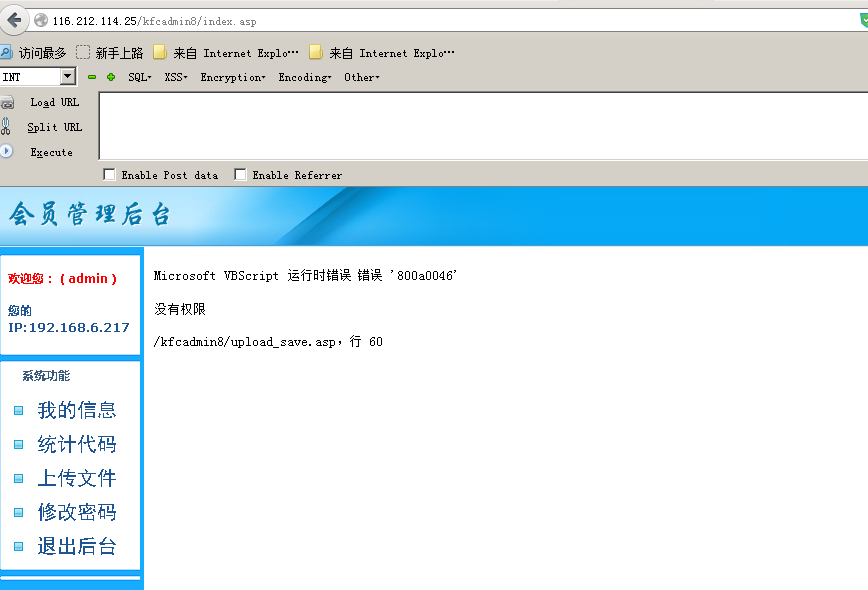 116.212.114.25/kfcadmin8/index.asp
访问最多 新手上路 来自 Internet Explo… 来自 Internet Explo…
INT SQL▾ XSS▾ Encryption▾ Encoding▾ Other▾
Load URL
Split URL
Execute
Enable Post data Enable Referrer
会员管理后台
欢迎您：（admin）
您的
IP:192.168.6.217
系统功能
我的信息
统计代码
上传文件
修改密码
退出后台
Microsoft VBScript 运行时错误 错误 '800a0046'
没有权限
/kfcadmin8/upload_save.asp，行 60